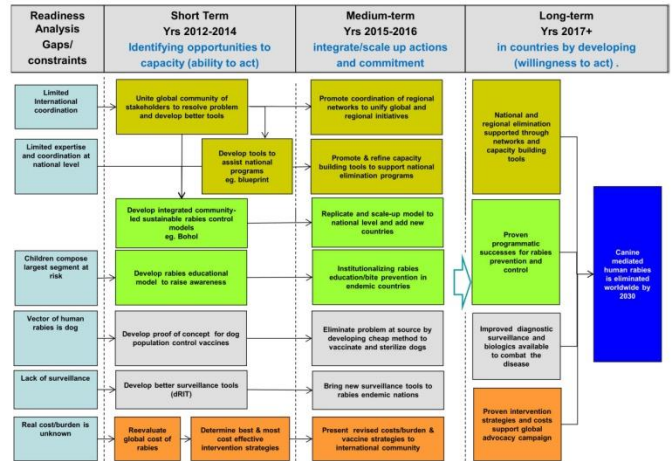 Readiness
Analysis
Gaps/
constraints
Short Term
Yrs 2012-2014
Identifying opportunities to
capacity (ability to act)
Medium-term
Yrs 2015-2016
integrate/scale up actions
and commitment
Long-term
Yrs 2017+
in countries by developing
(willingness to act) .
Limited
International
coordination
Unite global community of
stakeholders to resolve problem
and develop better tools
Promote coordination of regional
networks to unify global and
regional initiatives
Limited expertise
and coordination at
national level
Develop tools to
assist national
programs
eg. blueprint
Promote & refine capacity
building tools to support national
elimination programs
National and
regional elimination
supported through
networks and
capacity building
tools
Develop integrated community-
led sustainable rabies control
models
eg. Bohol
Replicate and scale-up model to
national level and add new
countries
Children compose
largest segment at
risk
Develop rabies educational
model to raise awareness
Institutionalizing rabies
education/bite prevention in
endemic countries
Proven
programmatic
successes for rabies
prevention and
control
Canine
mediated
human rabies
is eliminated
worldwide by
2030
Vector of human
rabies is dog
Develop proof of concept for dog
population control vaccines
Eliminate problem at source by
developing cheap method to
vaccinate and sterilize dogs
Improved diagnostic
surveillance and
biologics available
to combat the
disease
Lack of surveillance
Develop better surveillance tools
(dRIT)
Bring new surveillance tools to
rabies endemic nations
Real cost/burden is
unknown
Reevaluate
global cost of
rabies
Determine best & most
cost effective
intervention strategies
Present revised costs/burden &
vaccine strategies to
international community
Proven intervention
strategies and costs
support global
advocacy campaign